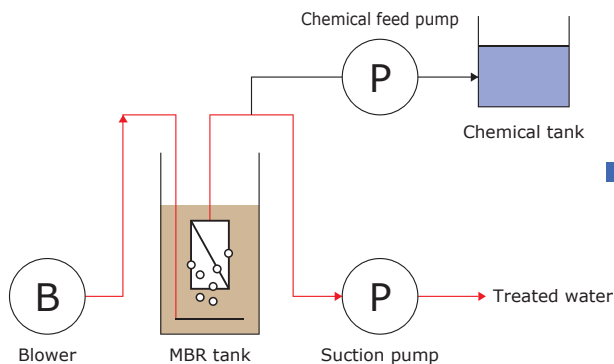 Chemical feed pump
P
Chemical tank
B
P
Treated water
Blower
MBR tank
Suction pump